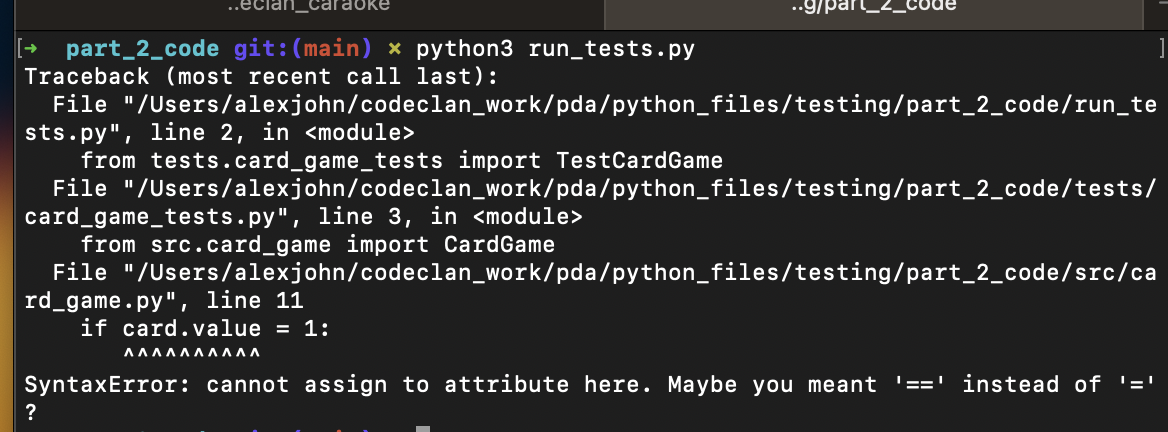 ..eclan_caraoke
..g/part_2_code
[➜  part_2_code git:(main) ✗ python3 run_tests.py ]
Traceback (most recent call last):
  File "/Users/alexjohn/codeclan_work/pda/python_files/testing/part_2_code/run_te
sts.py", line 2, in <module>
    from tests.card_game_tests import TestCardGame
  File "/Users/alexjohn/codeclan_work/pda/python_files/testing/part_2_code/tests/
card_game_tests.py", line 3, in <module>
    from src.card_game import CardGame
  File "/Users/alexjohn/codeclan_work/pda/python_files/testing/part_2_code/src/ca
rd_game.py", line 11
    if card.value = 1:
       ^^^^^^^^^^
SyntaxError: cannot assign to attribute here. Maybe you meant '==' instead of '='
?